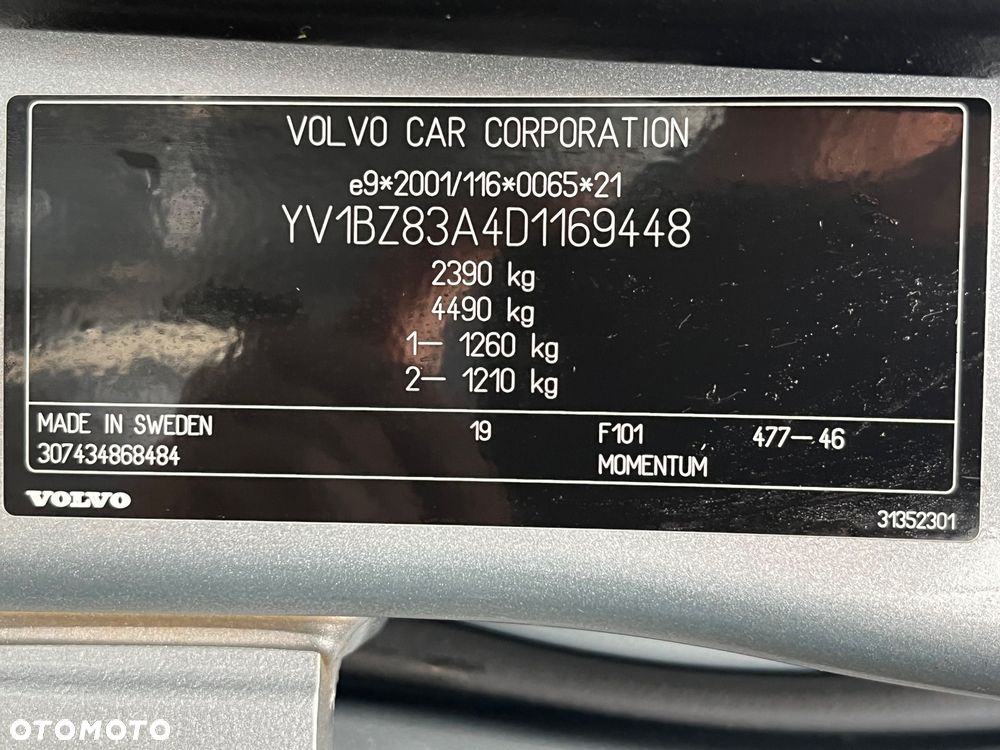 VOLVO CAR CORPORATION
e9*2001/116*0065*21
YV1BZ83A4D1169448
2390 kg
4490 kg
1— 1260 kg
2— 1210 kg
MADE IN SWEDEN 19 F101 477—46
307434868484 MOMENTUM
VOLVO 31352301
OTOMOTO